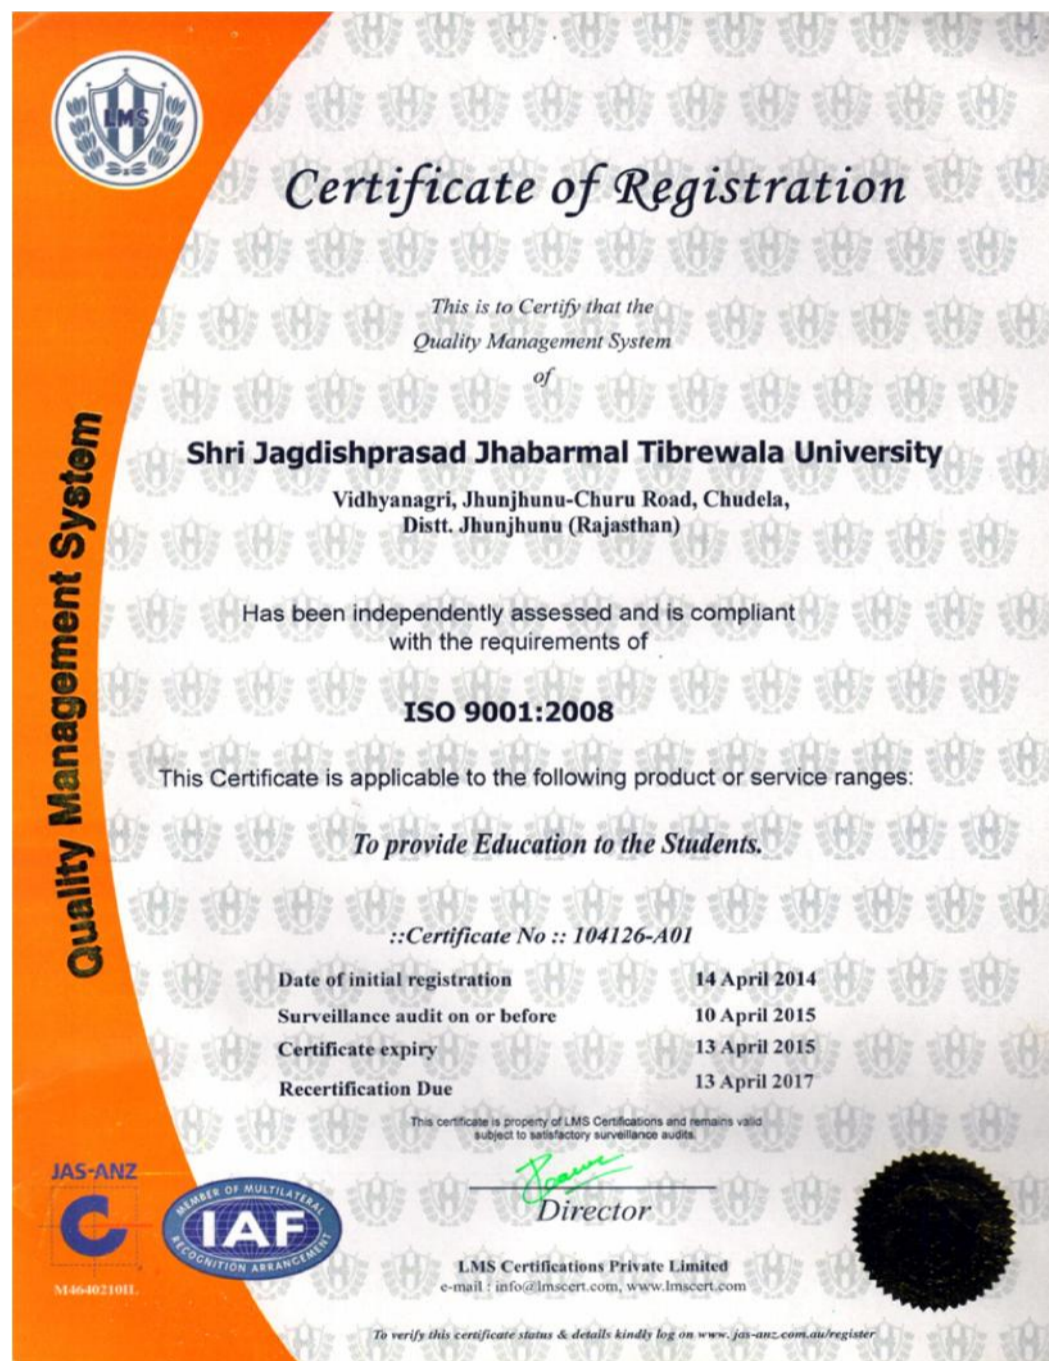 LMS
Certificate of Registration
This is to Certify that the
Quality Management System
of
Shri Jagdishprasad Jhabarmal Tibrewala University
Vidhyanagri, Jhunjhunu-Churu Road, Chudela,
Distt. Jhunjhunu (Rajasthan)
Has been independently assessed and is compliant
with the requirements of
ISO 9001:2008
This Certificate is applicable to the following product or service ranges:
To provide Education to the Students.
::Certificate No :: 104126-A01
Date of initial registration 14 April 2014
Surveillance audit on or before 10 April 2015
Certificate expiry 13 April 2015
Recertification Due 13 April 2017
This certificate is property of LMS Certifications and remains valid
subject to satisfactory surveillance audits.
Director
LMS Certifications Private Limited
e-mail : info@lmscert.com, www.lmscert.com
To verify this certificate status & details kindly log on www. jas-anz.com.au/register
Quality Management System
JAS-ANZ
C
MEMBER OF MULTILATERAL
IAF
RECOGNITION ARRANGEMENT